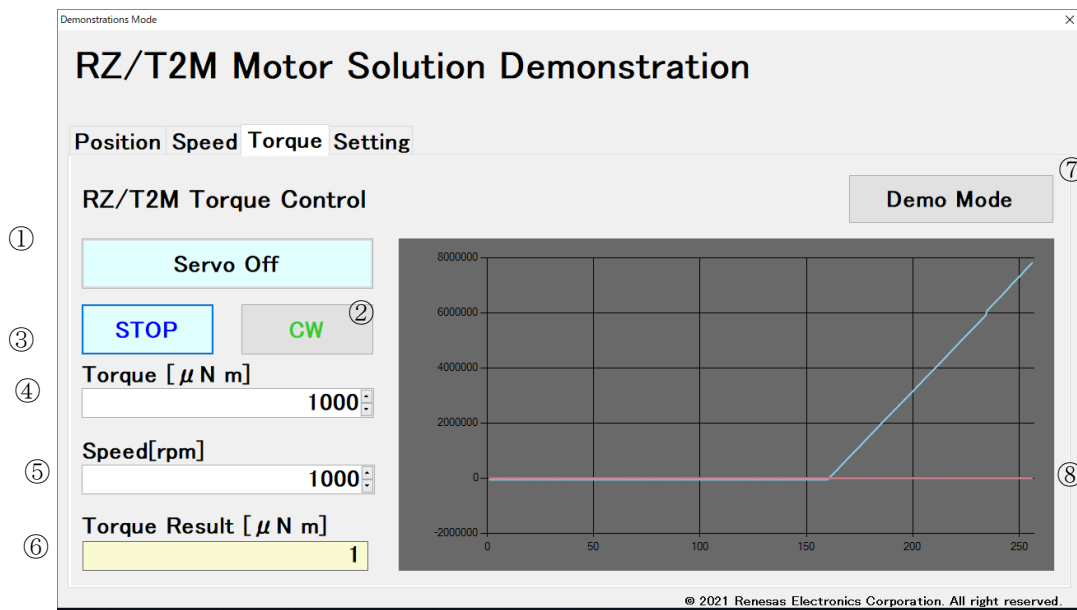 Demonstrations Mode
RZ/T2M Motor Solution Demonstration
Position Speed Torque Setting
⑦
RZ/T2M Torque Control
Demo Mode
①
Servo Off
②
STOP
CW
③
Torque [μN m]
④
1000
Speed[rpm]
⑤
1000
Torque Result [μN m]
⑥
1
8000000
6000000
4000000
2000000
0
-2000000
0 50 100 150 200 250
⑧
© 2021 Renesas Electronics Corporation. All right reserved.